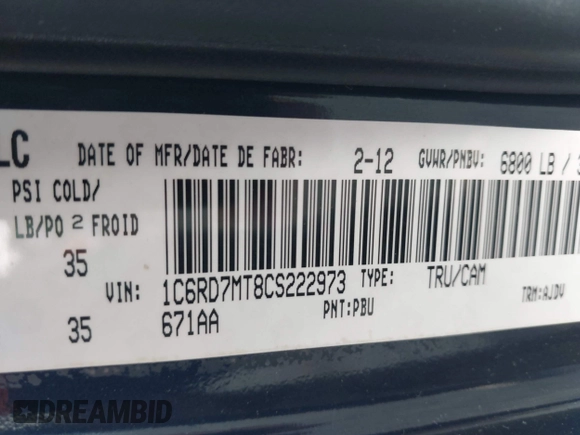 LC DATE OF MFR/DATE DE FABR: 2-12 GVWR/PNBV: 6800 LB /
PSI COLD/
LB/PO 2 FROID
35
VIN: 1C6RD7MT8CS222973 TYPE: TRU/CAM
PNT:PBU TRM:AJDV
35 671AA
DREAMBID